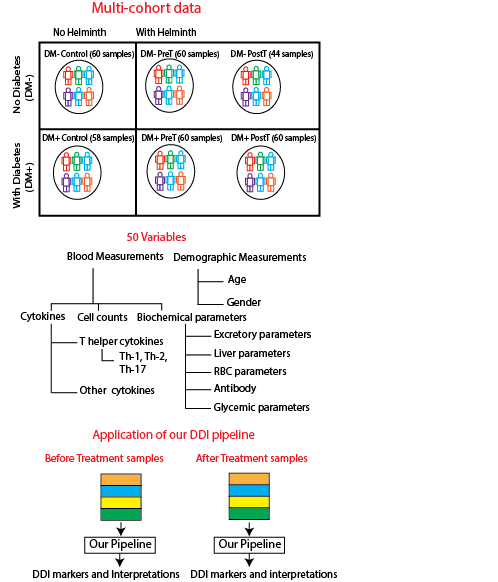 Multi-cohort data
No Helminth
With Helminth
No Diabetes
(DM-)
DM- Control (60 samples)
DM- PreT (60 samples)
DM- PostT (44 samples)
With Diabetes
(DM+)
DM+ Control (58 samples)
DM+ PreT (60 samples)
DM+ PostT (60 samples)
50 Variables
Blood Measurements
Demographic Measurements
Age
Gender
Cytokines
Cell counts
Biochemical parameters
T helper cytokines
Th-1, Th-2,
Th-17
Other cytokines
Excretory parameters
Liver parameters
RBC parameters
Antibody
Glycemic parameters
Application of our DDI pipeline
Before Treatment samples
After Treatment samples
Our Pipeline
Our Pipeline
DDI markers and Interpretations
DDI markers and interpretations